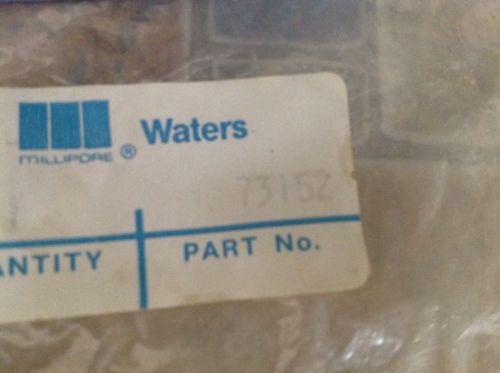 MILLIPORE ® Waters
73152
ANTITY PART No.